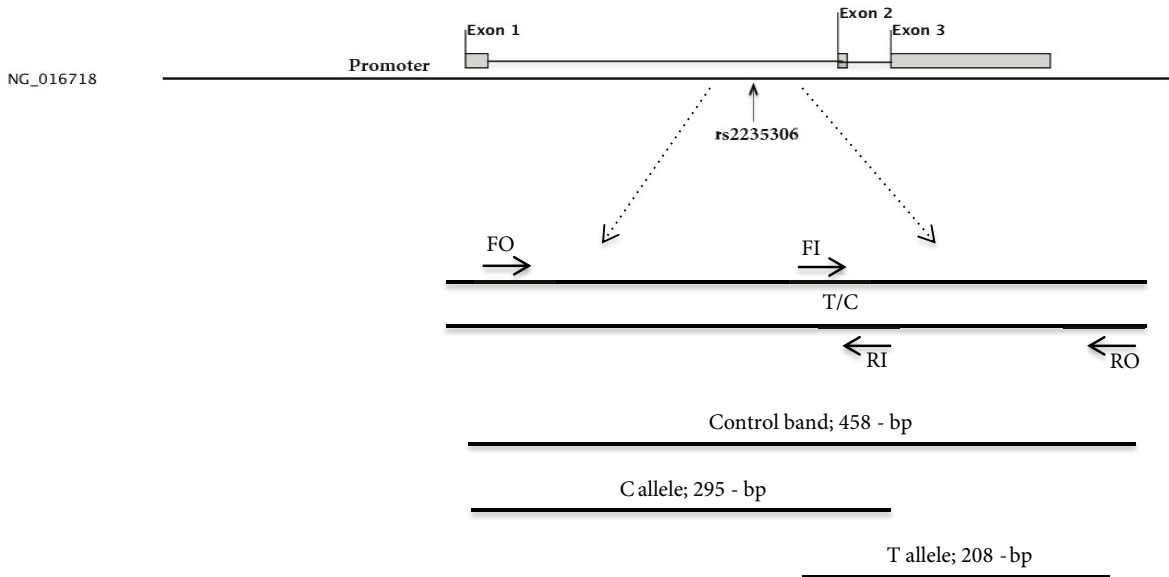 Exon 2
Exon 1
Exon 3
Promoter
NG_016718
rs2235306
FO
FI
T/C
RI
RO
Control band; 458 - bp
C allele; 295 - bp
T allele; 208 - bp